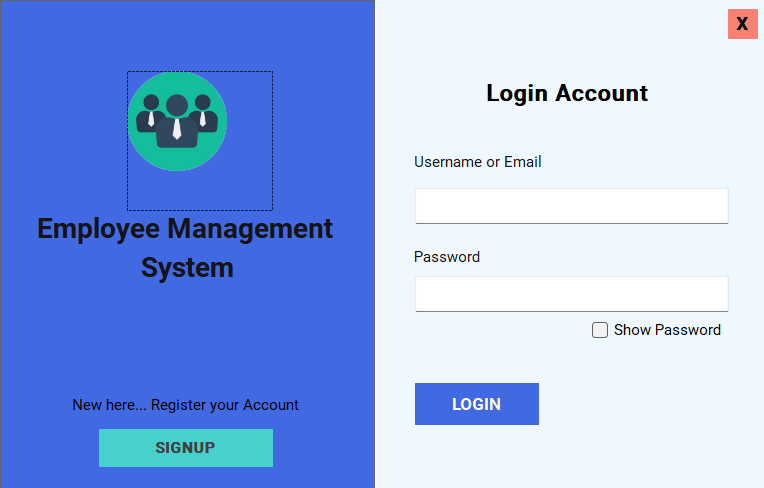 Employee Management
System
New here... Register your Account
SIGNUP
X
Login Account
Username or Email
Password
Show Password
LOGIN